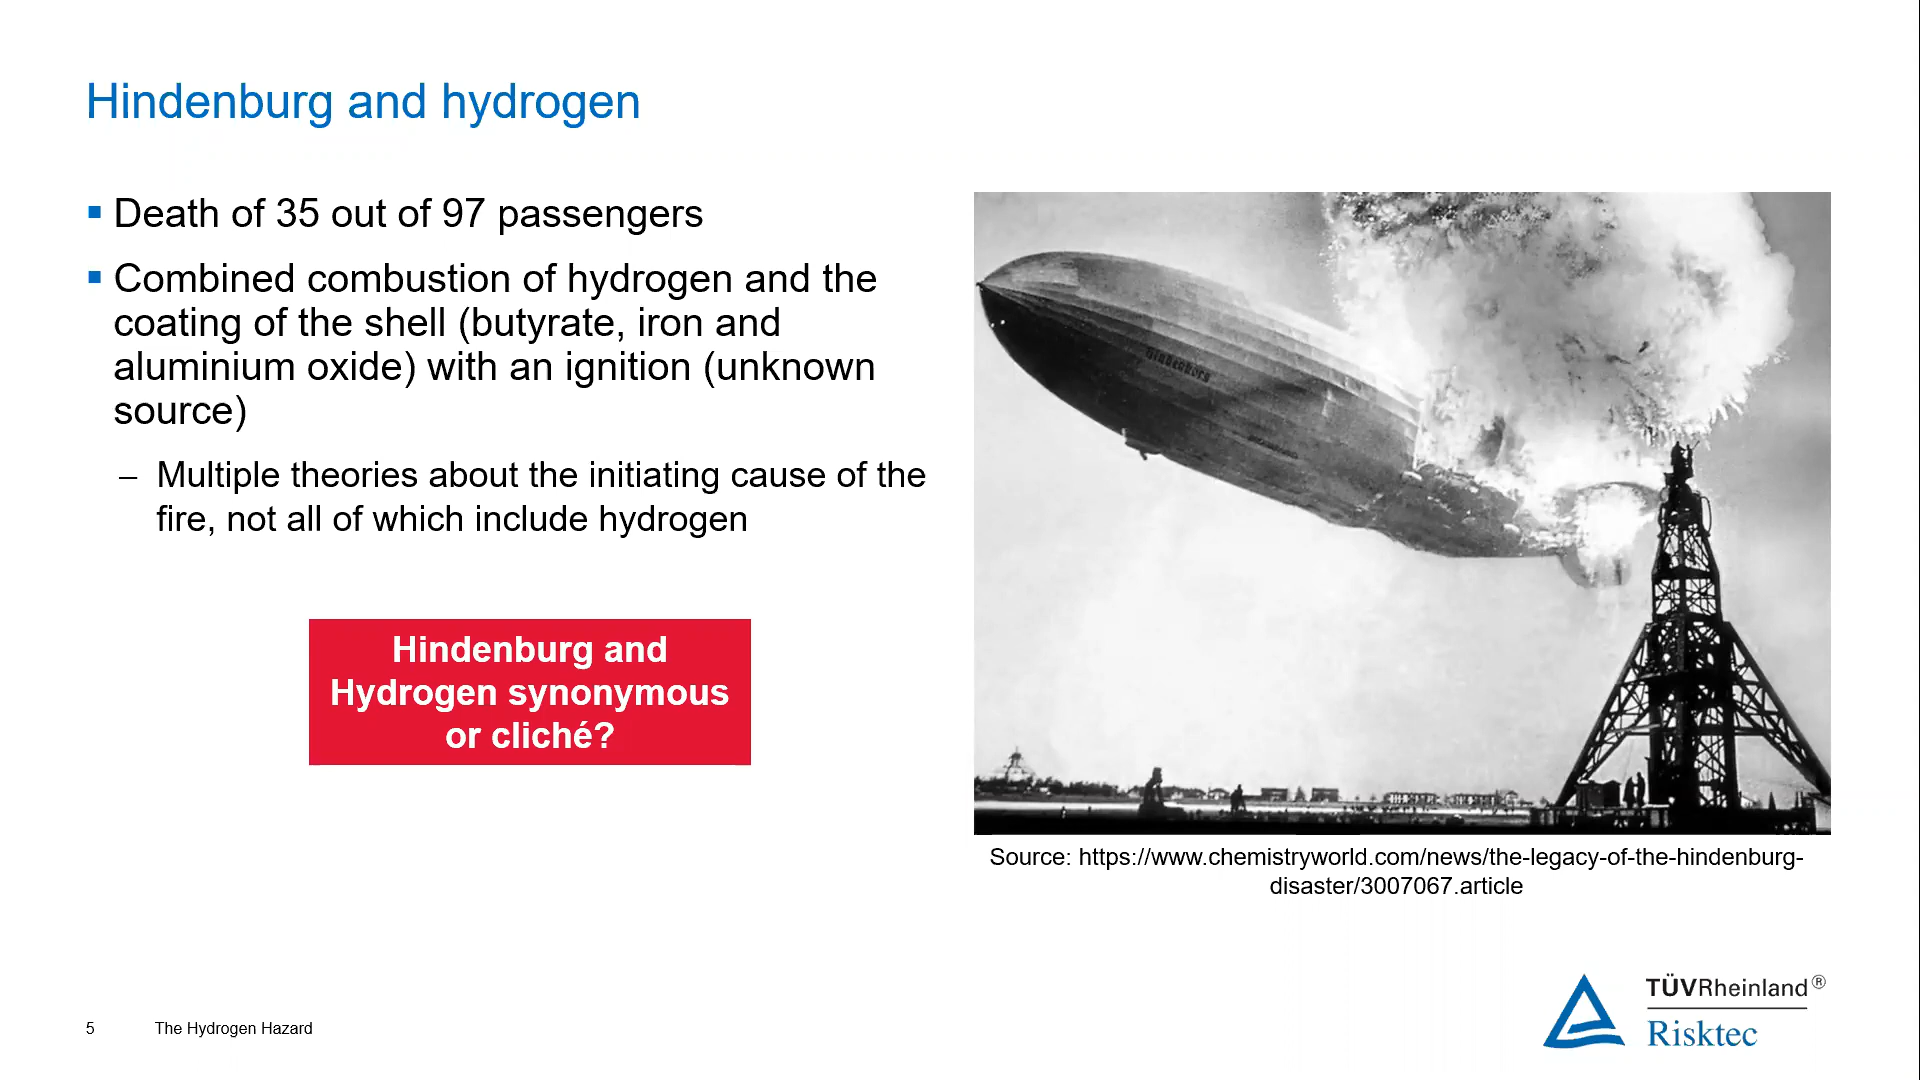 Hindenburg and hydrogen
Death of 35 out of 97 passengers
Combined combustion of hydrogen and the
coating of the shell (butyrate, iron and
aluminium oxide) with an ignition (unknown
source)
– Multiple theories about the initiating cause of the
fire, not all of which include hydrogen
Hindenburg and
Hydrogen synonymous
or cliché?
Hindenburg
Source: https://www.chemistryworld.com/news/the-legacy-of-the-hindenburg-
disaster/3007067.article
5 The Hydrogen Hazard
TÜVRheinland®
Risktec